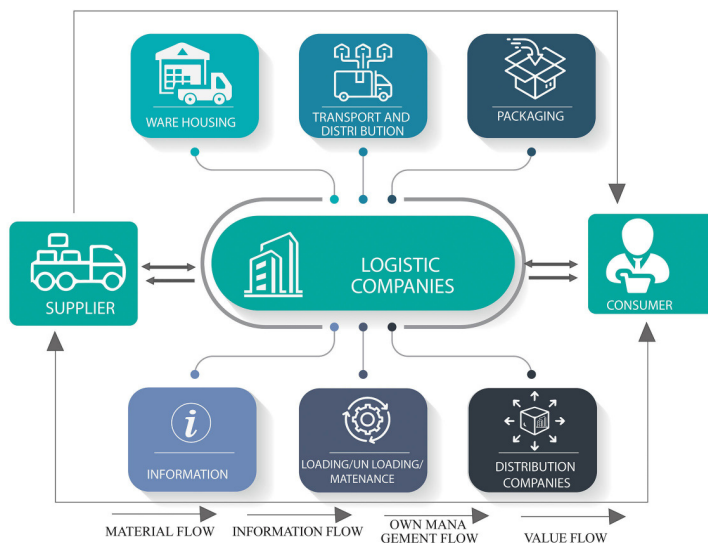 WARE HOUSING
TRANSPORT AND
DISTRI BUTION
PACKAGING
SUPPLIER
LOGISTIC
COMPANIES
CONSUMER
i
INFORMATION
LOADING/UN LOADING/
MATENANCE
DISTRIBUTION
COMPANIES
MATERIAL FLOW
INFORMATION FLOW
OWN MANA
GEMENT FLOW
VALUE FLOW